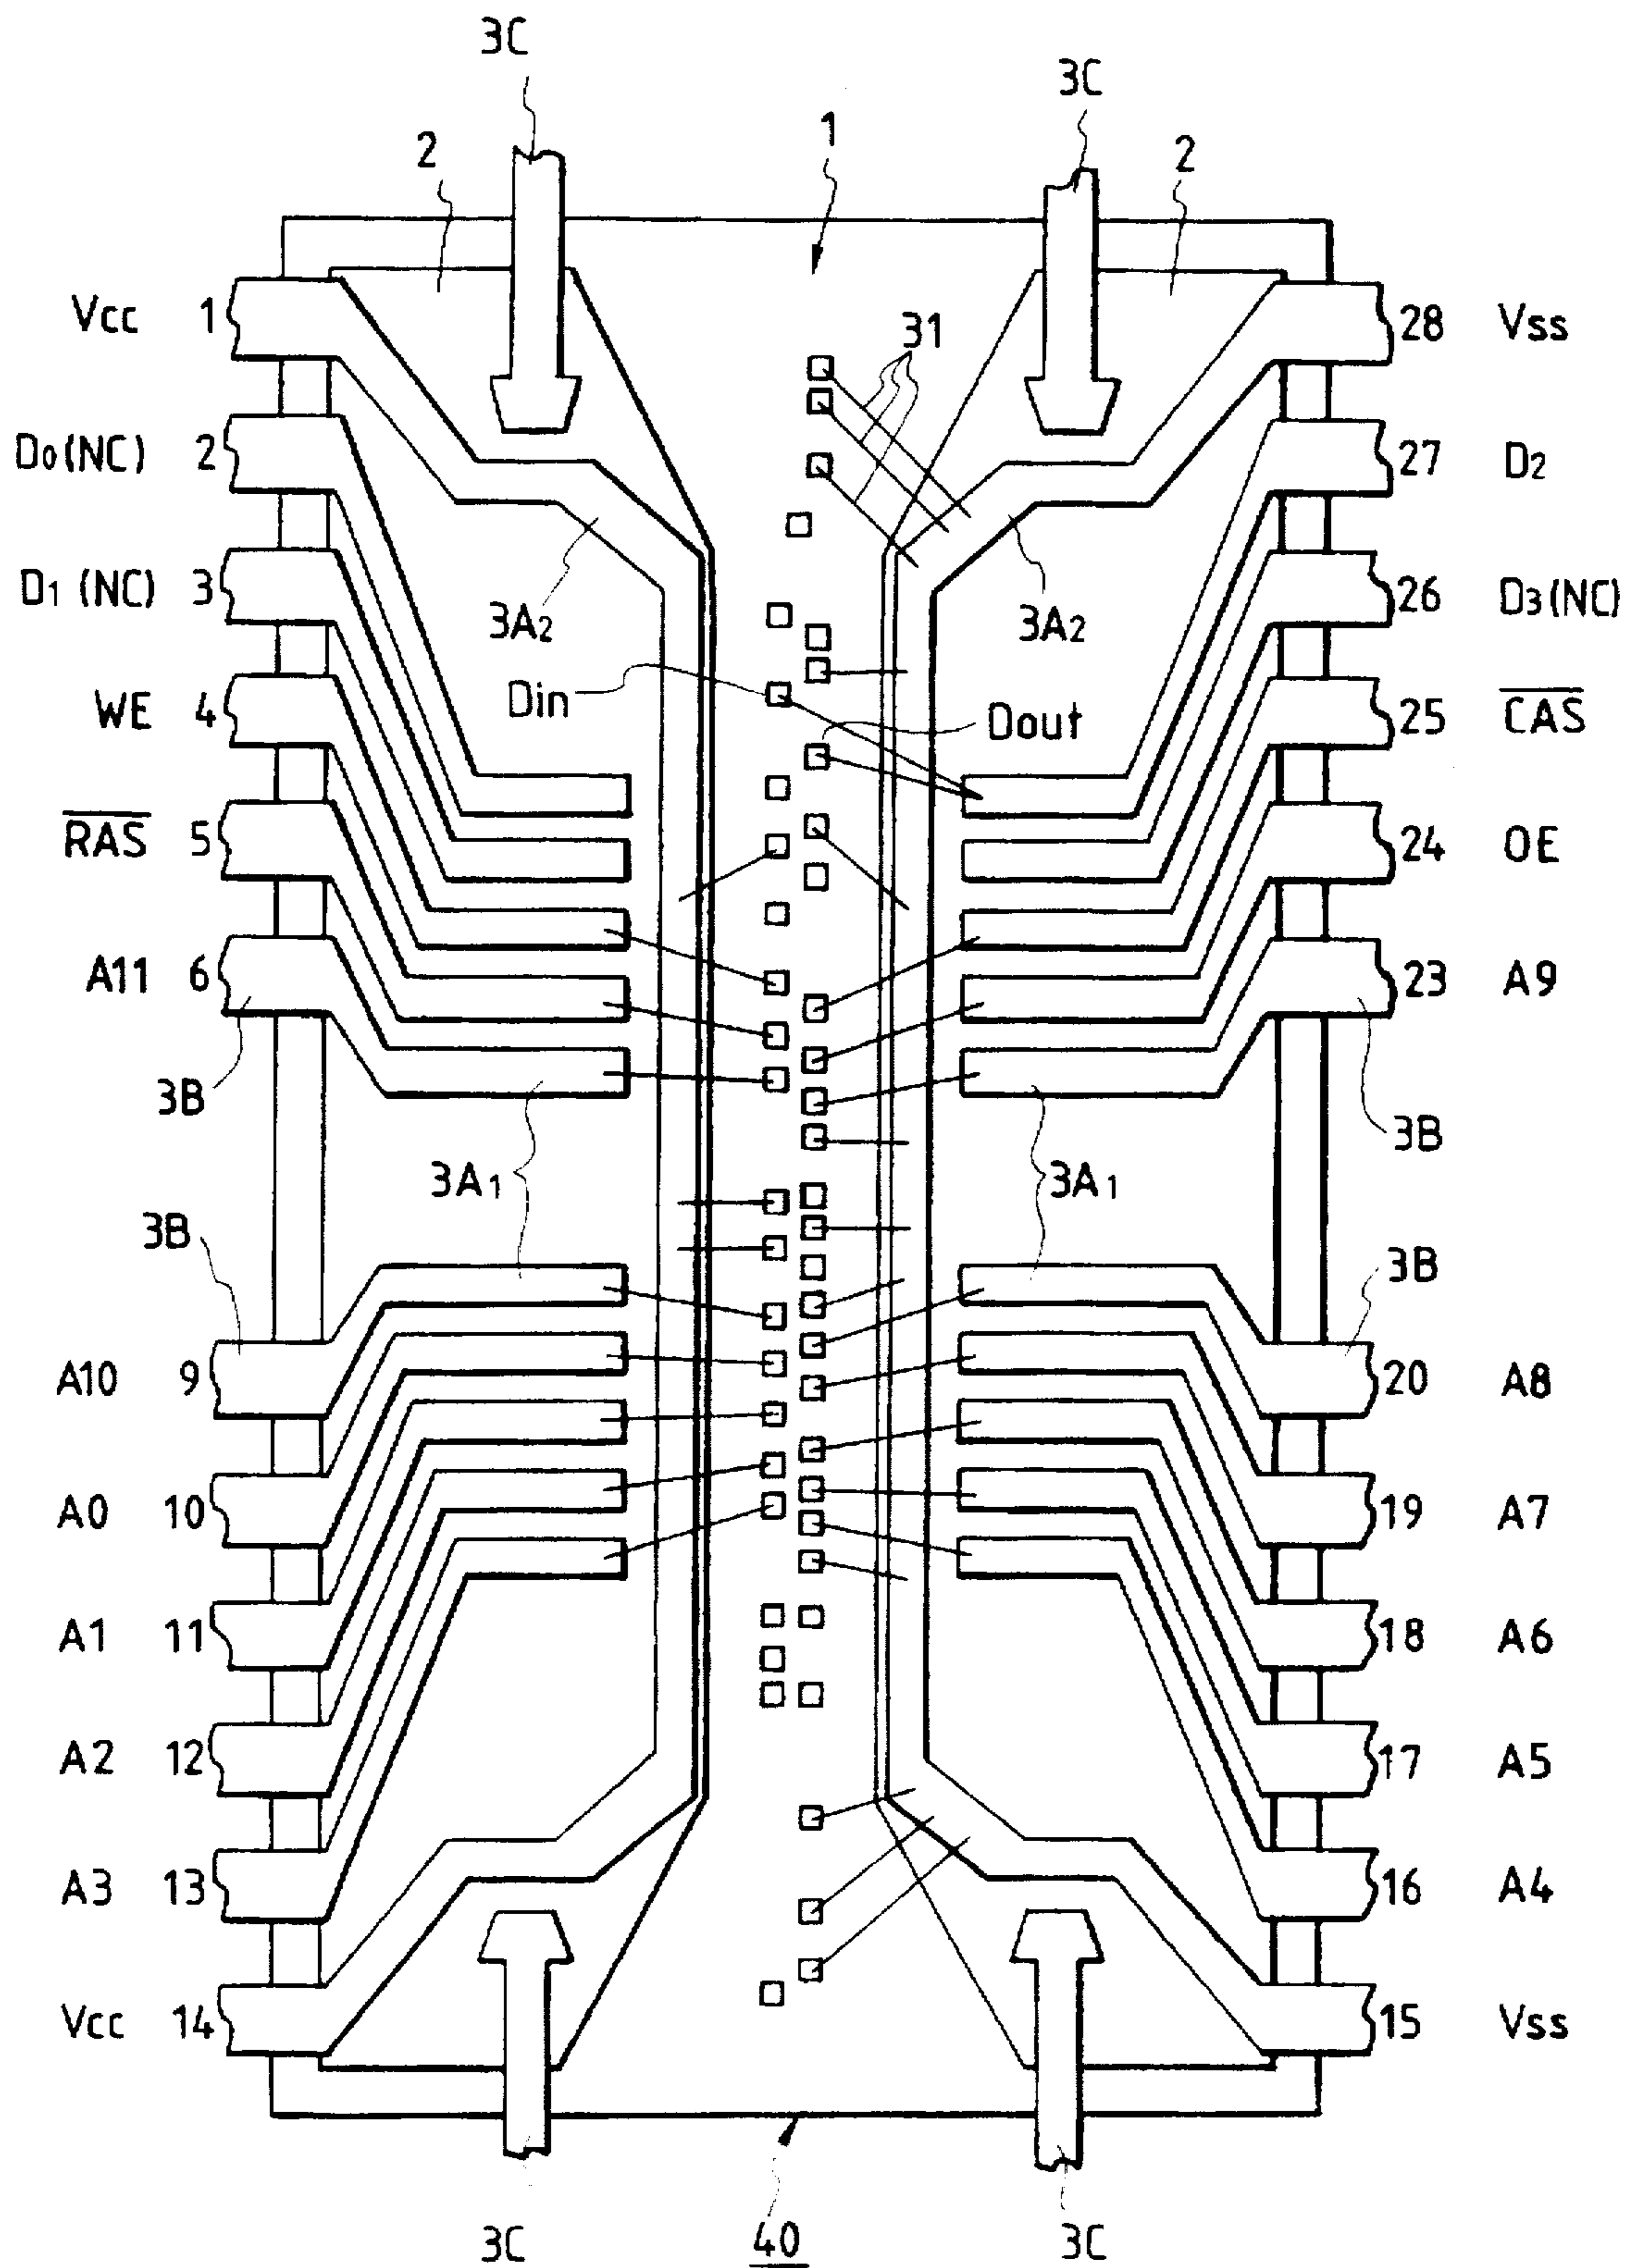 3C
3C
2
1
2
Vcc 1
31
28 Vss
D0 (NC) 2
27 D2
D1 (NC) 3
3A2
3A2
26 D3 (NC)
WE 4
Din
Dout
25 C̅A̅S̅
R̅A̅S̅ 5
24 OE
A11 6
23 A9
3B
3B
3A1
3A1
3B
3B
A10 9
20 A8
A0 10
19 A7
A1 11
18 A6
A2 12
17 A5
A3 13
16 A4
Vcc 14
15 Vss
3C
40
3C